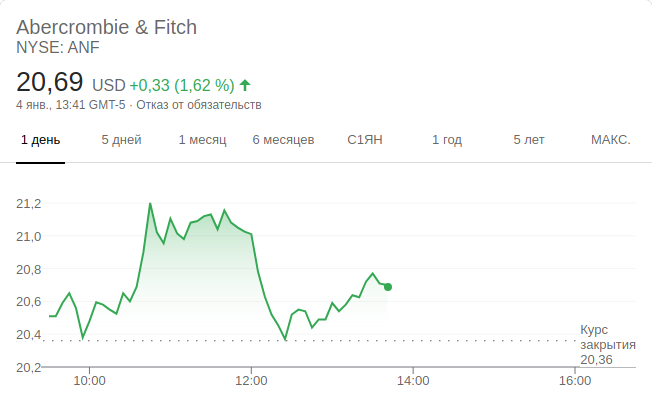 Abercrombie & Fitch
NYSE: ANF
20,69 USD +0,33 (1,62 %)
4 янв., 13:41 GMT-5 · Отказ от обязательств
1 день 5 дней 1 месяц 6 месяцев С1ЯН 1 год 5 лет МАКС.
21,2
21,0
20,8
20,6
20,4
Курс
закрытия
20,36
20,2
10:00 12:00 14:00 16:00